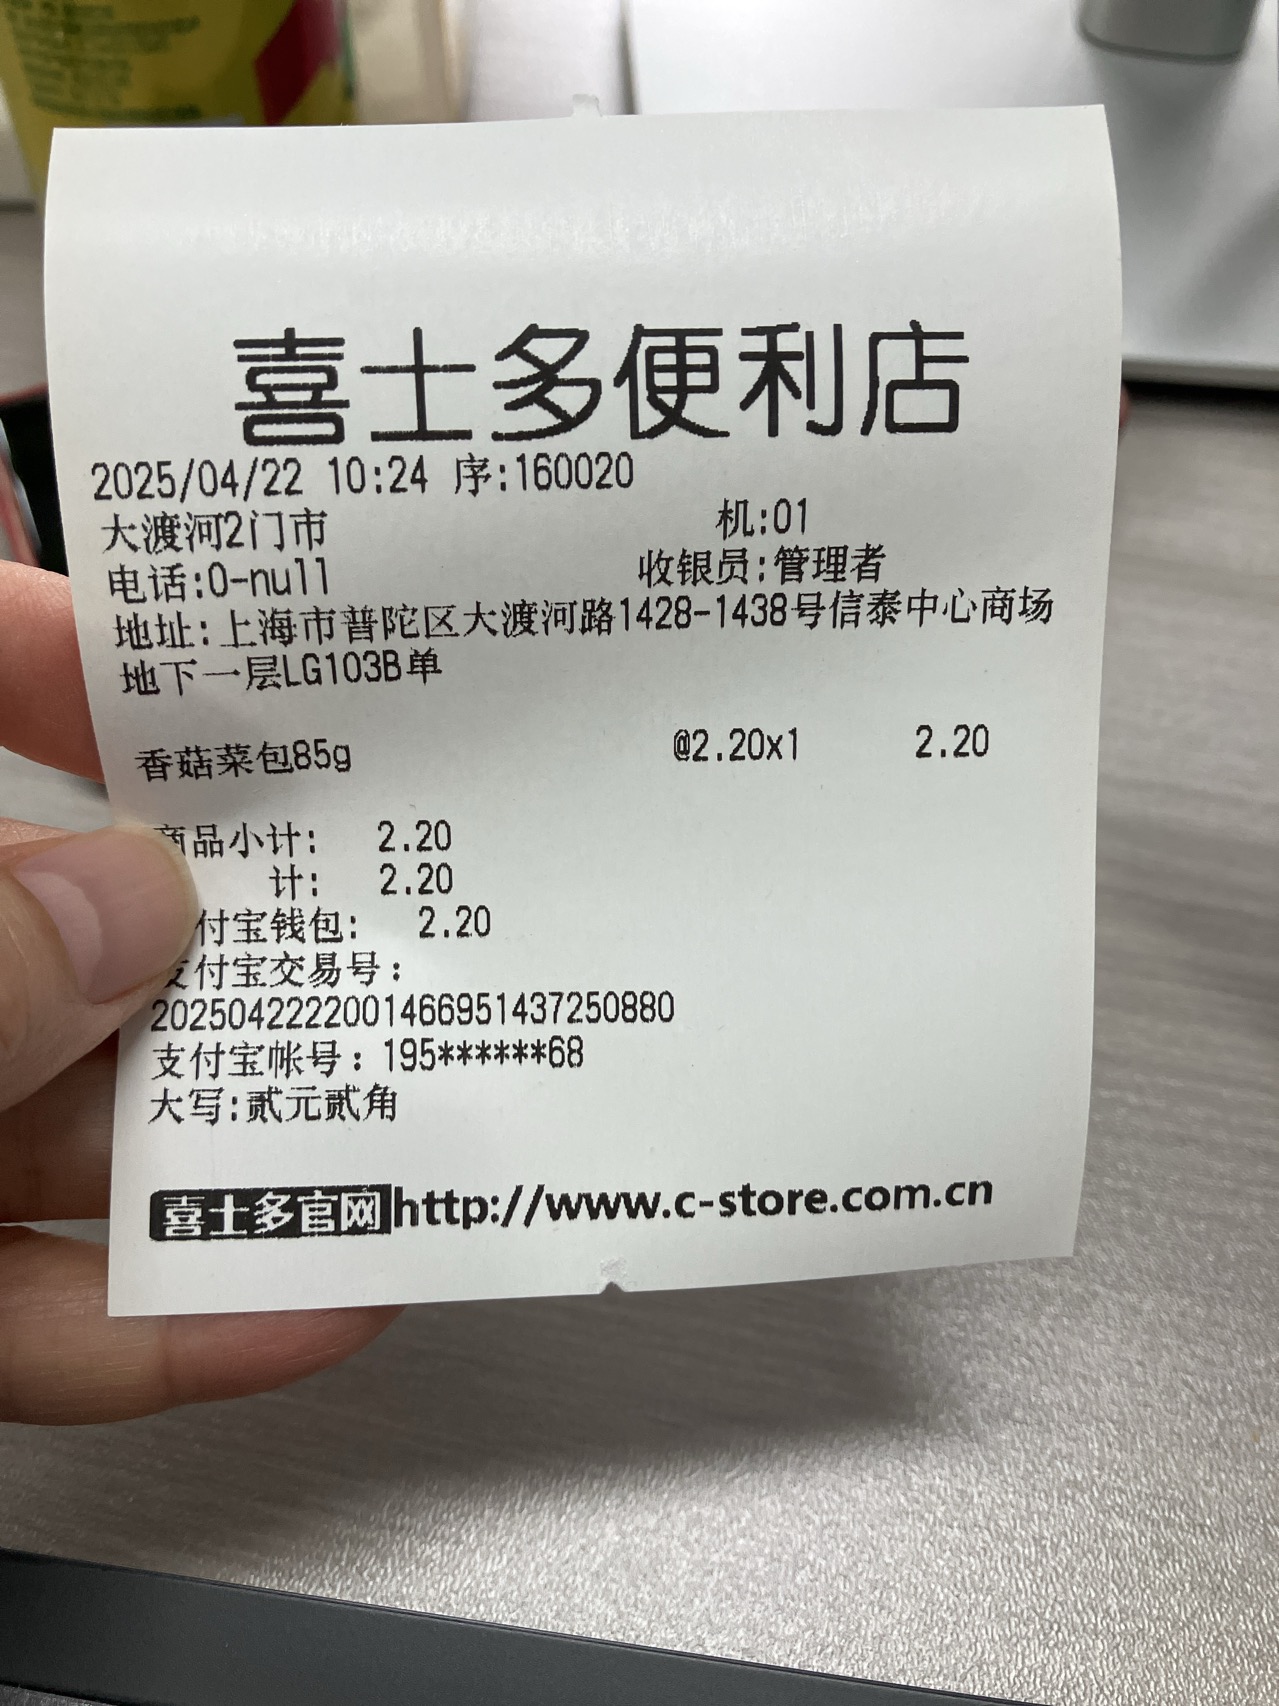 喜士多便利店
2025/04/22 10:24 序:160020
大渡河2门市 机:01
电话:0-null 收银员:管理者
地址:上海市普陀区大渡河路1428-1438号信泰中心商场
地下一层LG103B单
香菇菜包85g @2.20x1 2.20
商品小计: 2.20
计: 2.20
付宝钱包: 2.20
支付宝交易号:
2025042222001466951437250880
支付宝帐号:195******68
大写:贰元贰角
喜士多官网http://www.c-store.com.cn